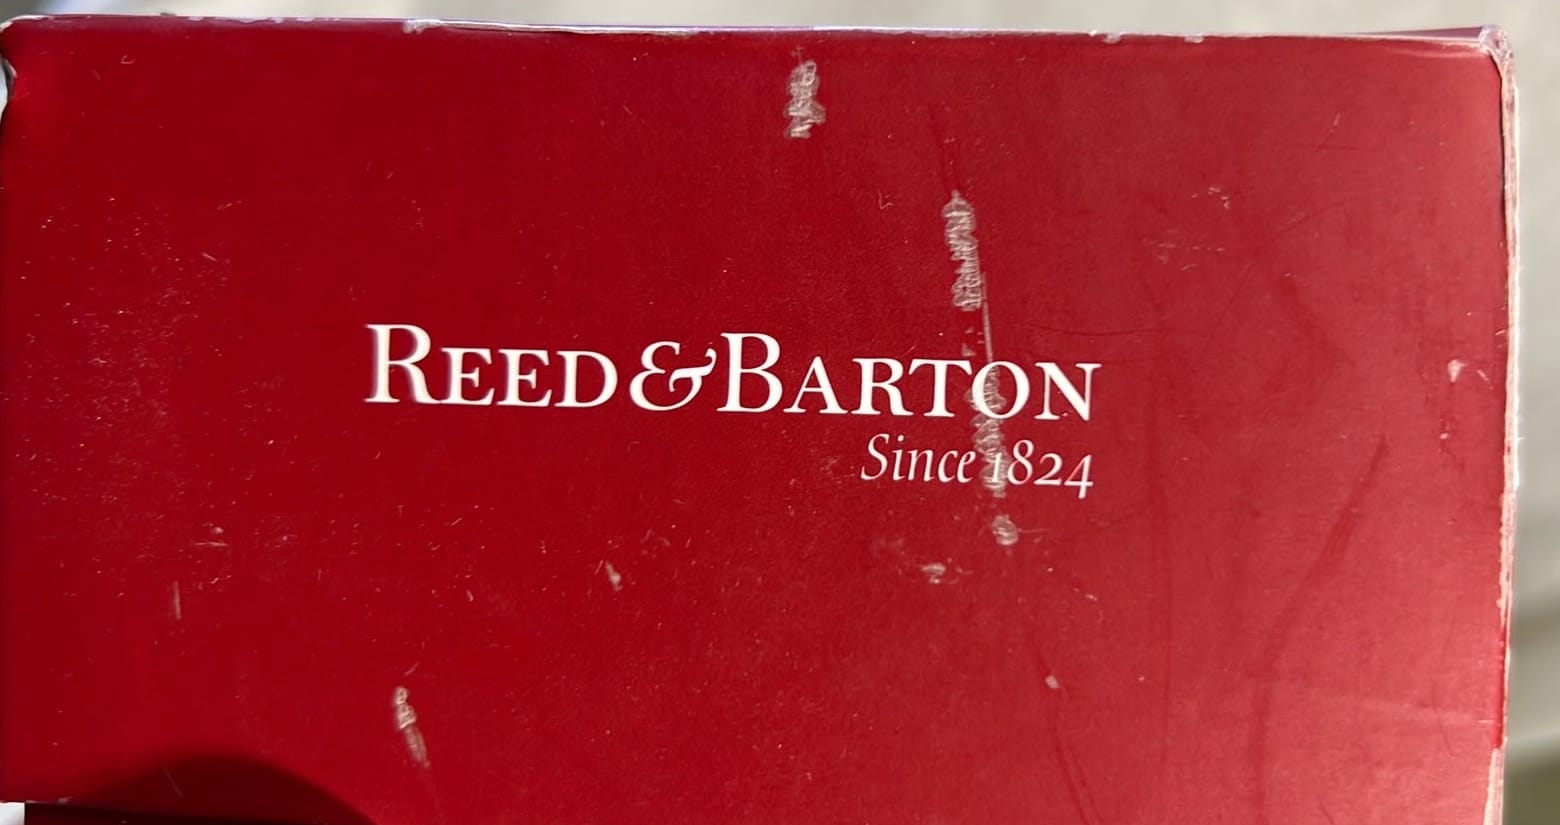 REED & BARTON
Since 1824